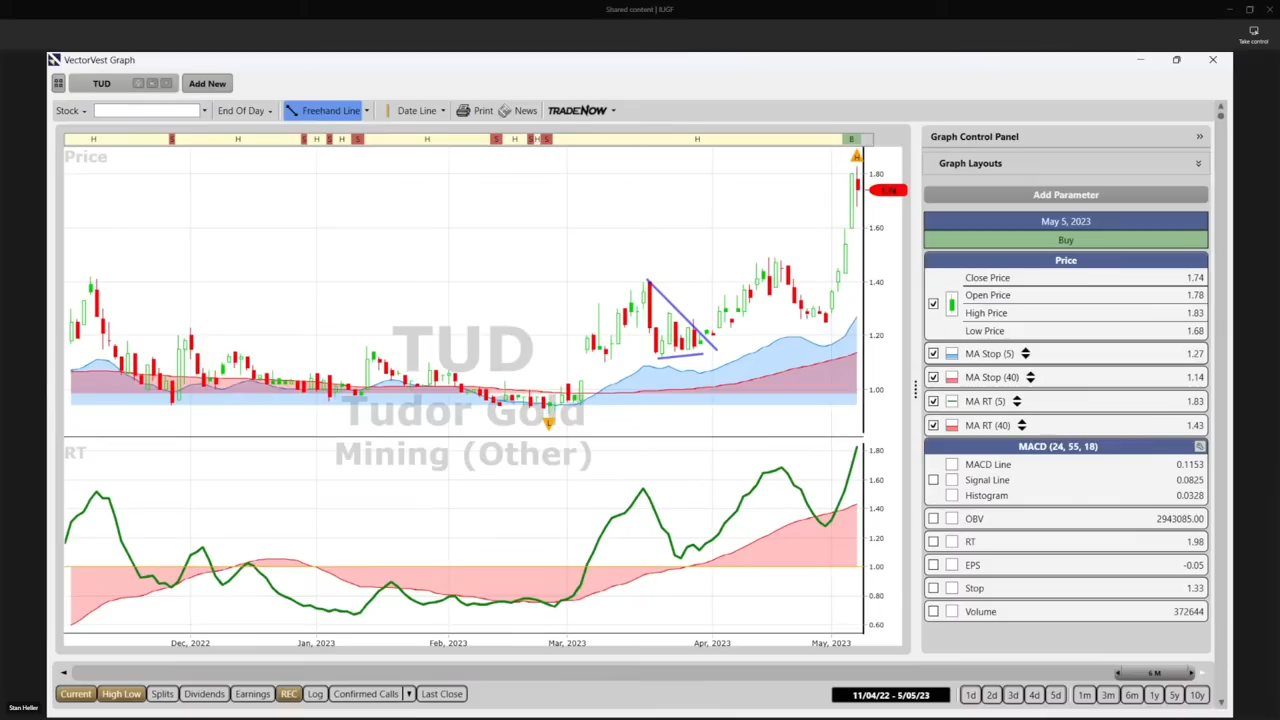 Shared content | ILIGF
Take control
VectorVest Graph
TUD
Add New
Stock
End Of Day
Freehand Line
Date Line
Print
News
TRADENOW
H S H S H S H S H S H S H S H B
Price
H
1.80
1.74
1.60
1.40
1.20
1.00
TUD
Tudor Gold
Mining (Other)
L
RT
1.80
1.60
1.40
1.20
1.00
0.80
0.60
Dec, 2022
Jan, 2023
Feb, 2023
Mar, 2023
Apr, 2023
May, 2023
Graph Control Panel
Graph Layouts
Add Parameter
May 5, 2023
Buy
Price
Close Price 1.74
Open Price 1.78
High Price 1.83
Low Price 1.68
MA Stop (5) 1.27
MA Stop (40) 1.14
MA RT (5) 1.83
MA RT (40) 1.43
MACD (24, 55, 18)
MACD Line 0.1153
Signal Line 0.0825
Histogram 0.0328
OBV 2943085.00
RT 1.98
EPS -0.05
Stop 1.33
Volume 372644
6 M
Current
High Low
Splits
Dividends
Earnings
REC
Log
Confirmed Calls
Last Close
11/04/22 - 5/05/23
1d 2d 3d 4d 5d
1m 3m 6m 1y 5y 10y
Stan Heller